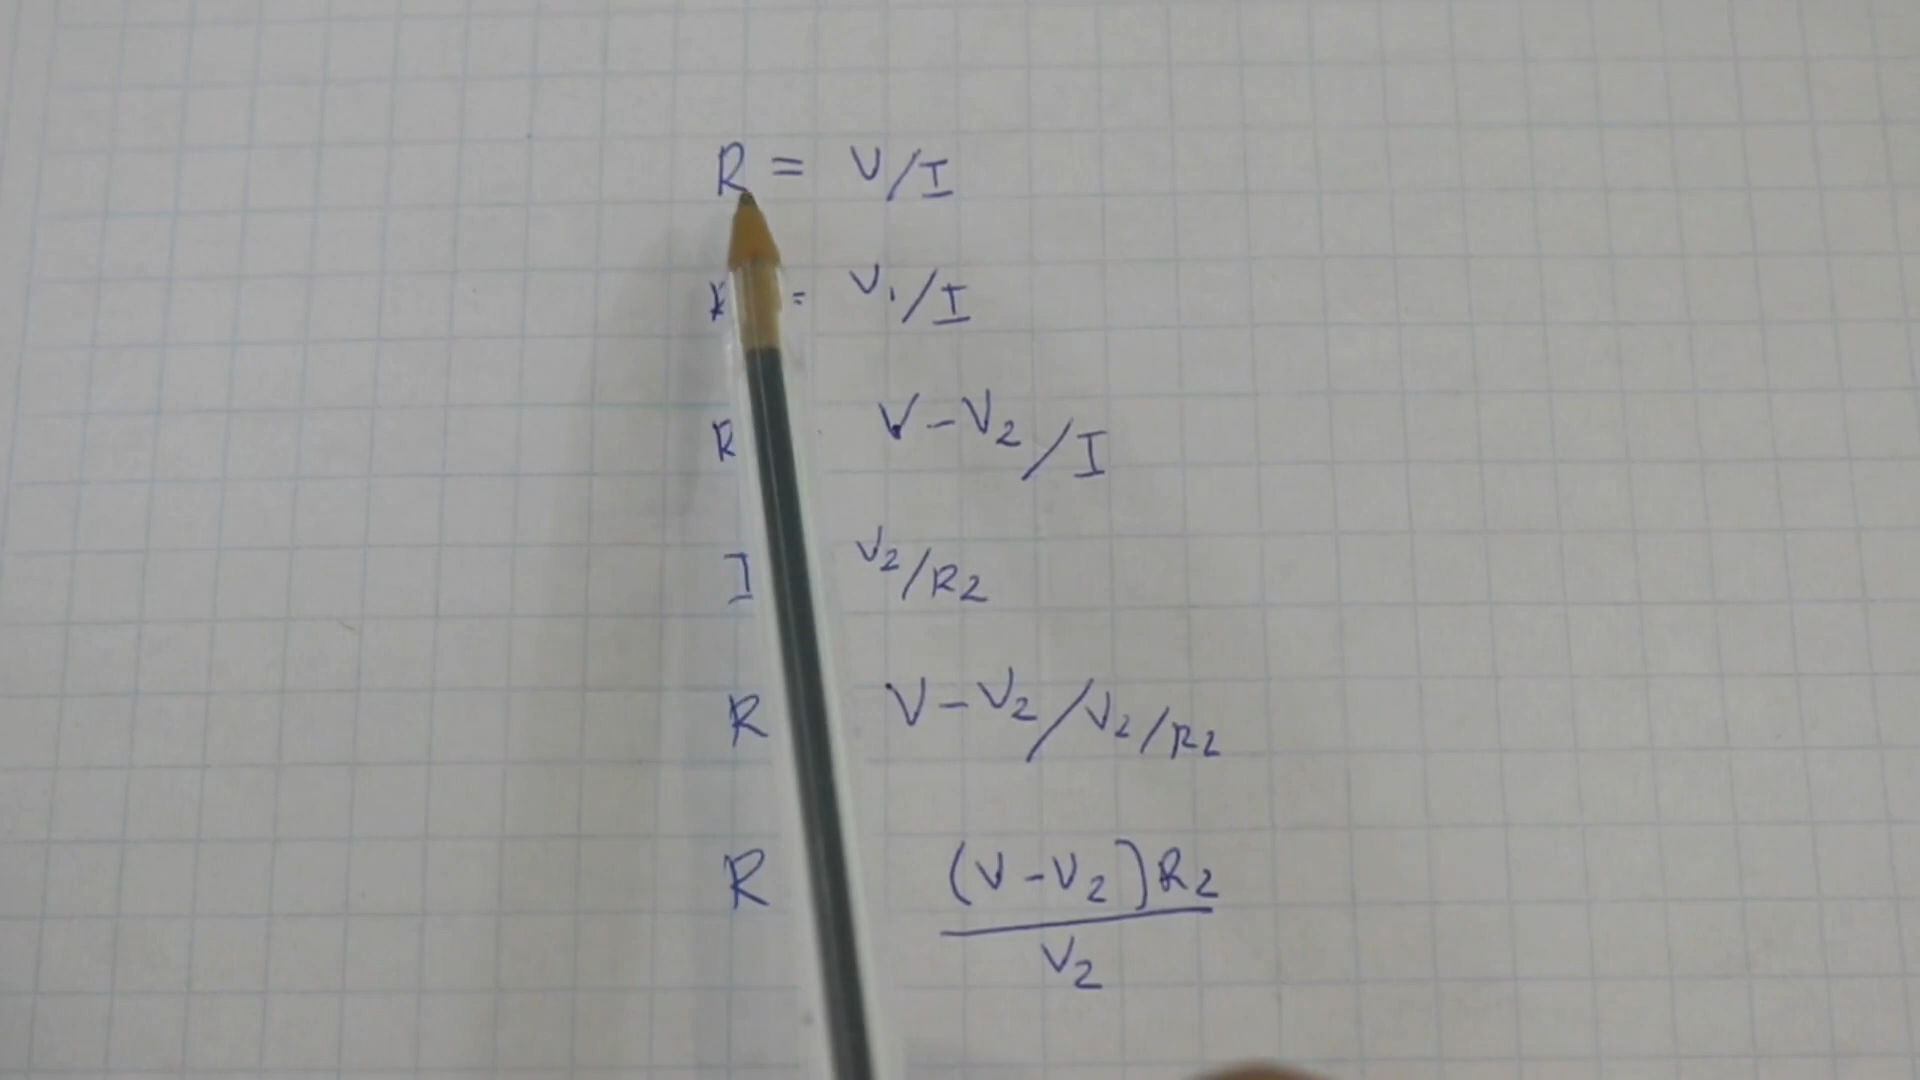 R = V/I
= V1/I
R V-V2/I
I V2/R2
R V-V2/V2/R2
R (V-V2)R2
V2